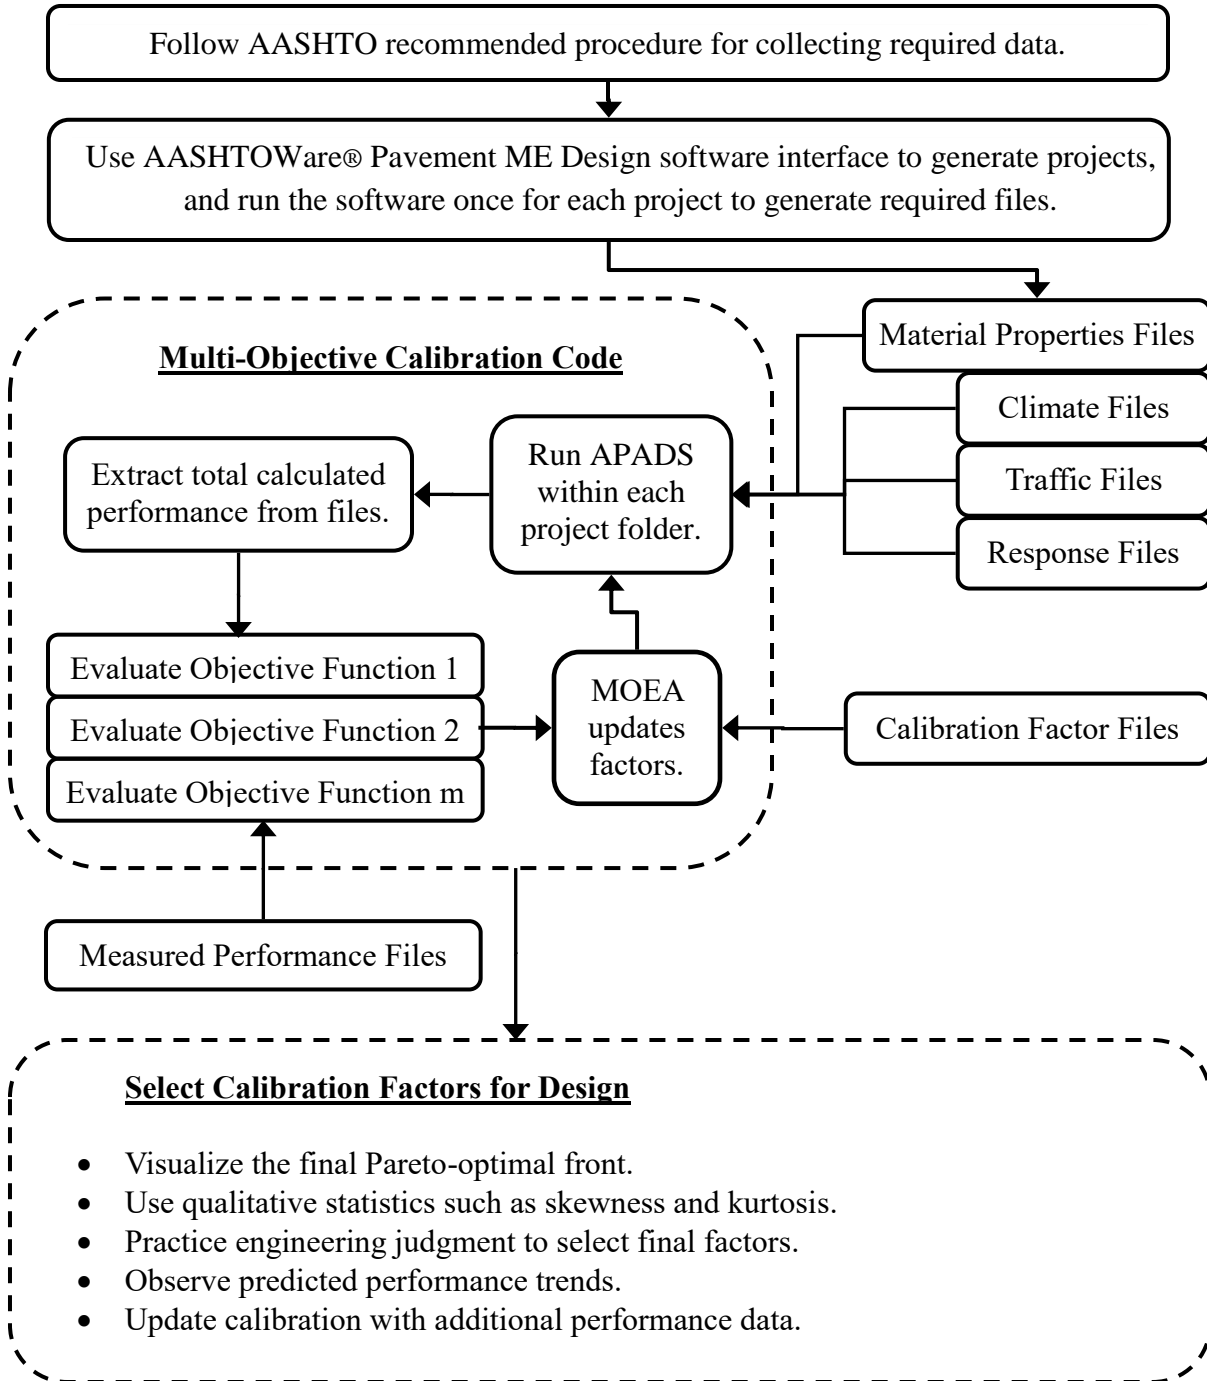 Follow AASHTO recommended procedure for collecting required data.
Use AASHTOWare® Pavement ME Design software interface to generate projects,
and run the software once for each project to generate required files.
Material Properties Files
Climate Files
Traffic Files
Response Files
Multi-Objective Calibration Code
Run APADS
within each
project folder.
Extract total calculated
performance from files.
Evaluate Objective Function 1
Evaluate Objective Function 2
Evaluate Objective Function m
MOEA
updates
factors.
Calibration Factor Files
Measured Performance Files
Select Calibration Factors for Design
• Visualize the final Pareto-optimal front.
• Use qualitative statistics such as skewness and kurtosis.
• Practice engineering judgment to select final factors.
• Observe predicted performance trends.
• Update calibration with additional performance data.